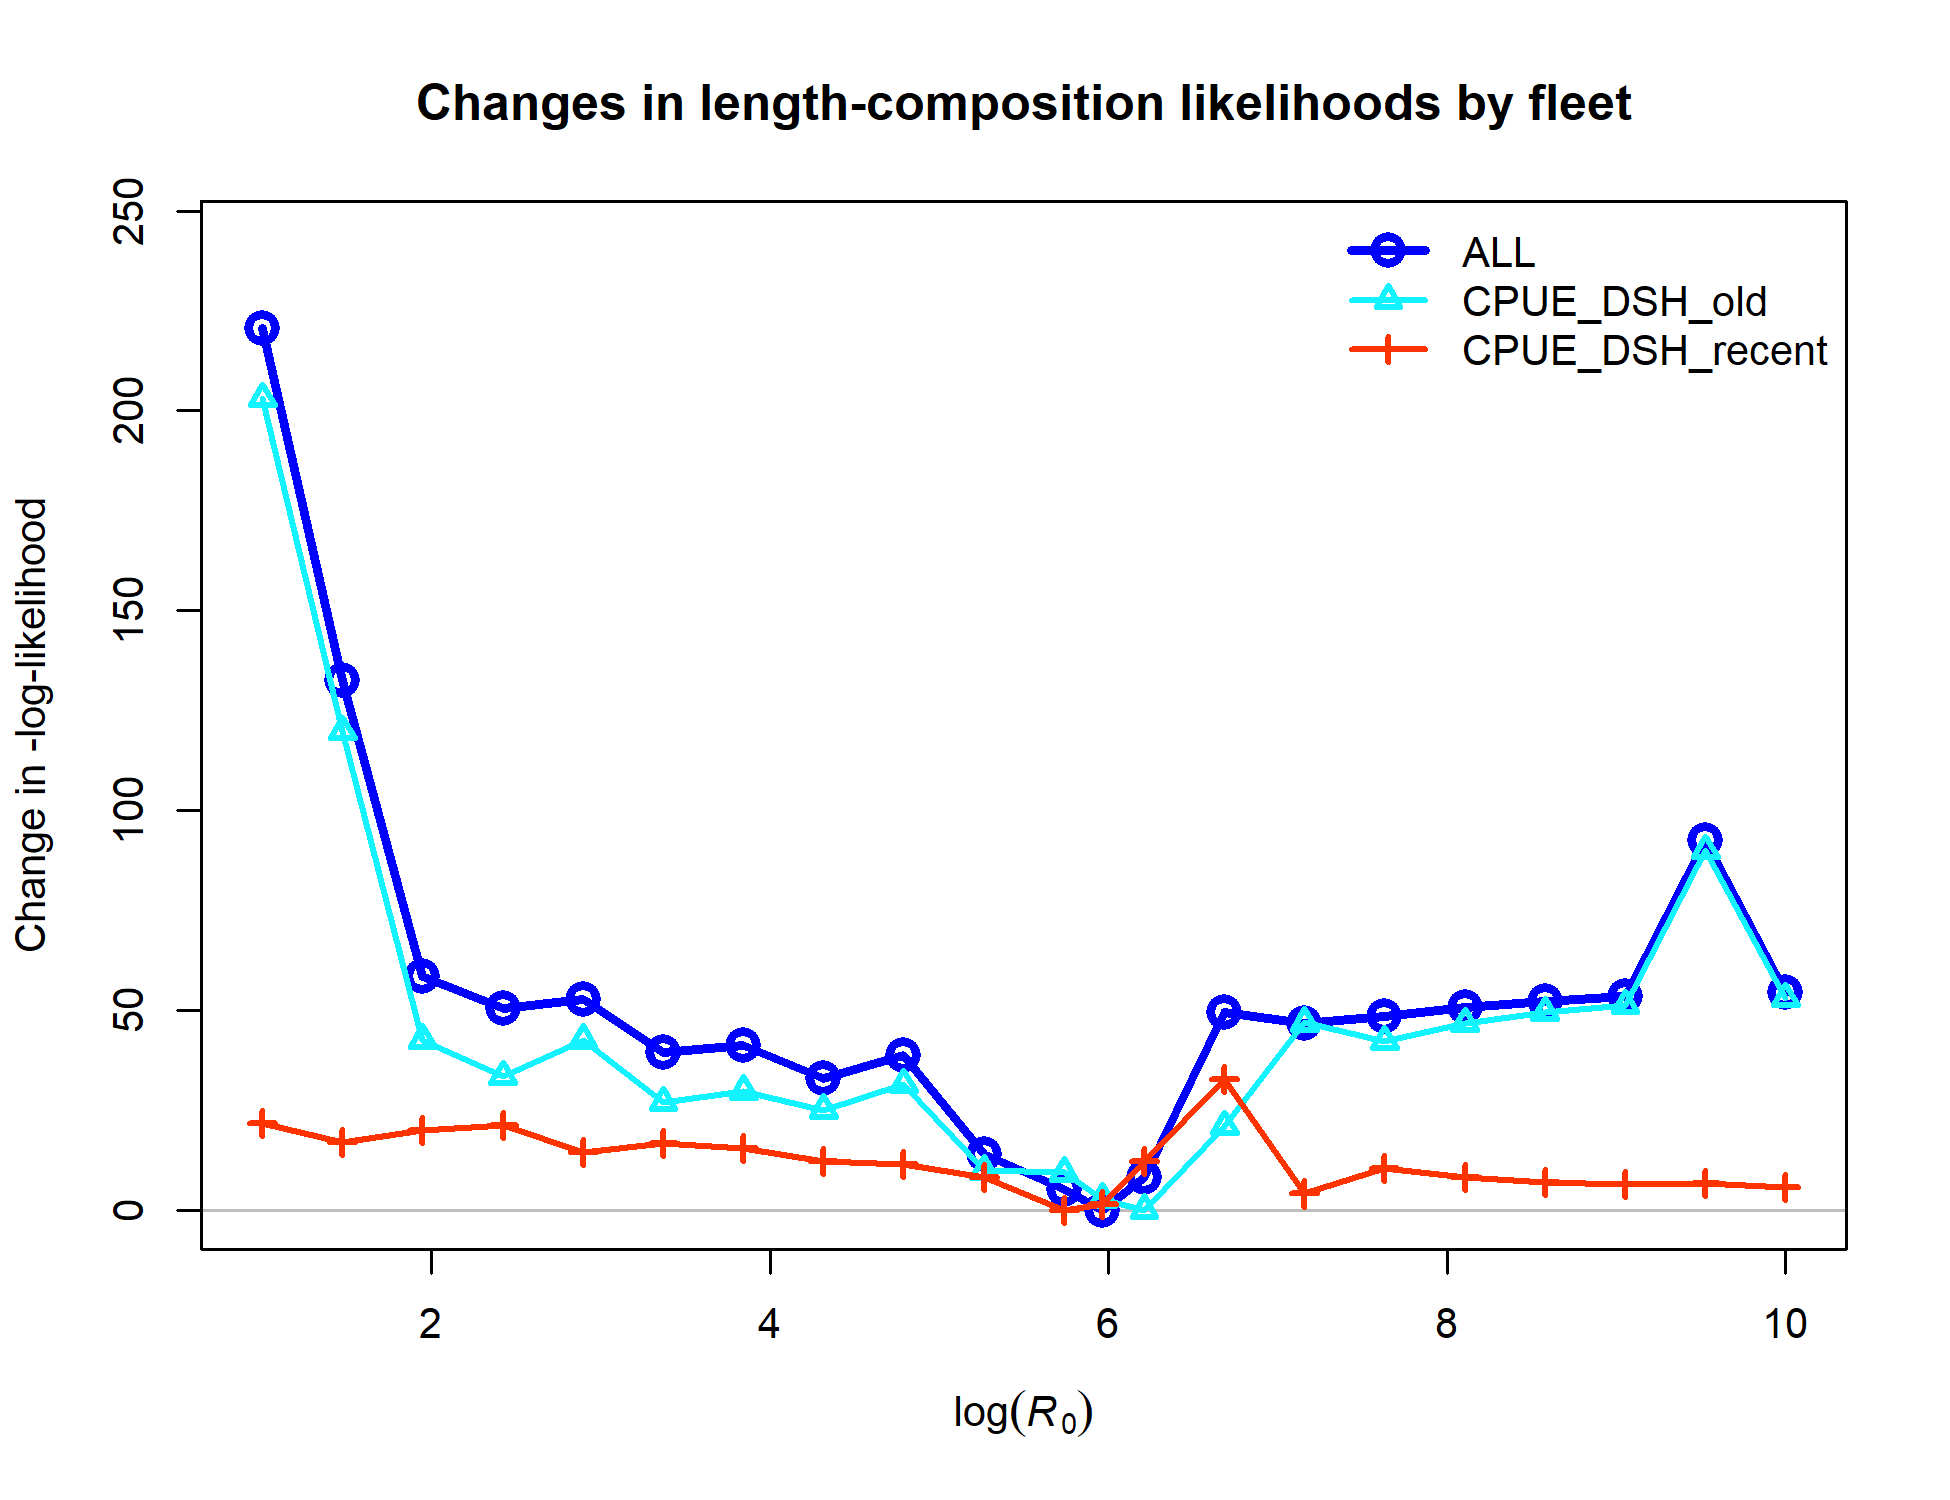 Changes in length-composition likelihoods by fleet
250
200
150
100
50
0
Change in -log-likelihood
ALL
CPUE_DSH_old
CPUE_DSH_recent
2 4 6 8 10
log(R0)